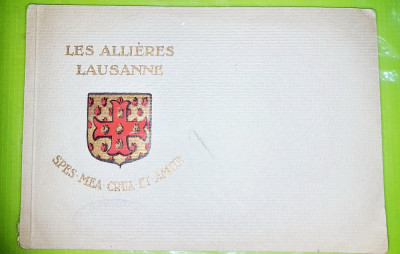 LES ALLIÈRES
LAUSANNE
SPES · MEA · CRUX · ET · AMOR